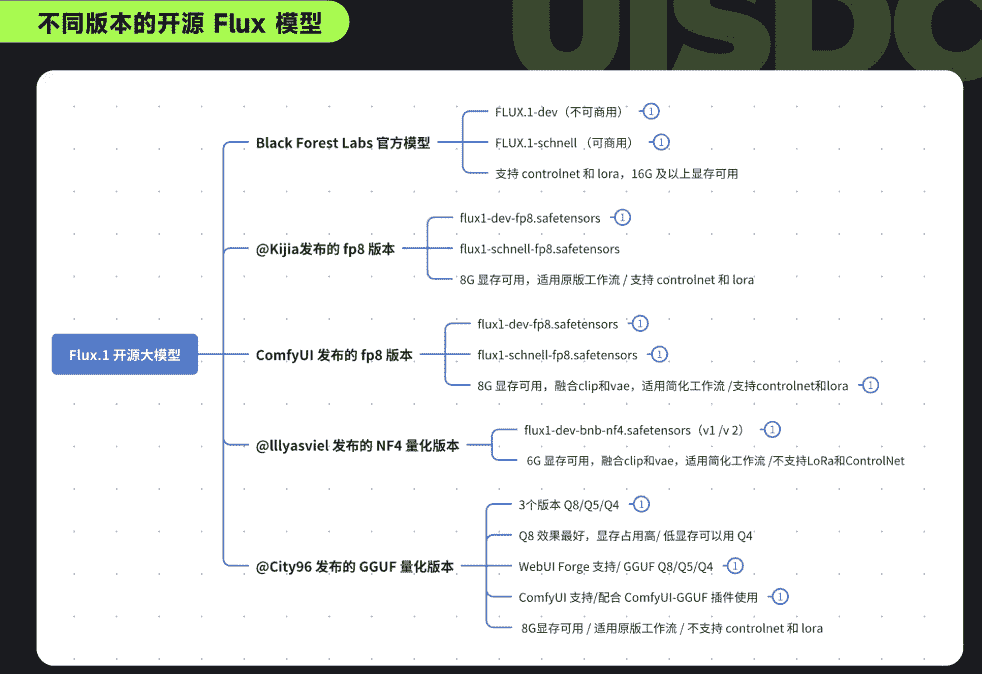 不同版本的开源 Flux 模型
UISDC
Flux.1 开源大模型
Black Forest Labs 官方模型
FLUX.1-dev（不可商用） 1
FLUX.1-schnell （可商用） 1
支持 controlnet 和 lora，16G 及以上显存可用
@Kijia发布的 fp8 版本
flux1-dev-fp8.safetensors 1
flux1-schnell-fp8.safetensors
8G 显存可用，适用原版工作流 / 支持 controlnet 和 lora
ComfyUI 发布的 fp8 版本
flux1-dev-fp8.safetensors 1
flux1-schnell-fp8.safetensors 1
8G 显存可用，融合clip和vae，适用简化工作流 /支持controlnet和lora 1
@lllyasviel 发布的 NF4 量化版本
flux1-dev-bnb-nf4.safetensors（v1 /v 2） 1
6G 显存可用，融合clip和vae，适用简化工作流 /不支持LoRa和ControlNet
@City96 发布的 GGUF 量化版本
3个版本 Q8/Q5/Q4 1
Q8 效果最好，显存占用高/ 低显存可以用 Q4
WebUI Forge 支持/ GGUF Q8/Q5/Q4 1
ComfyUI 支持/配合 ComfyUI-GGUF 插件使用 1
8G显存可用 / 适用原版工作流 / 不支持 controlnet 和 lora